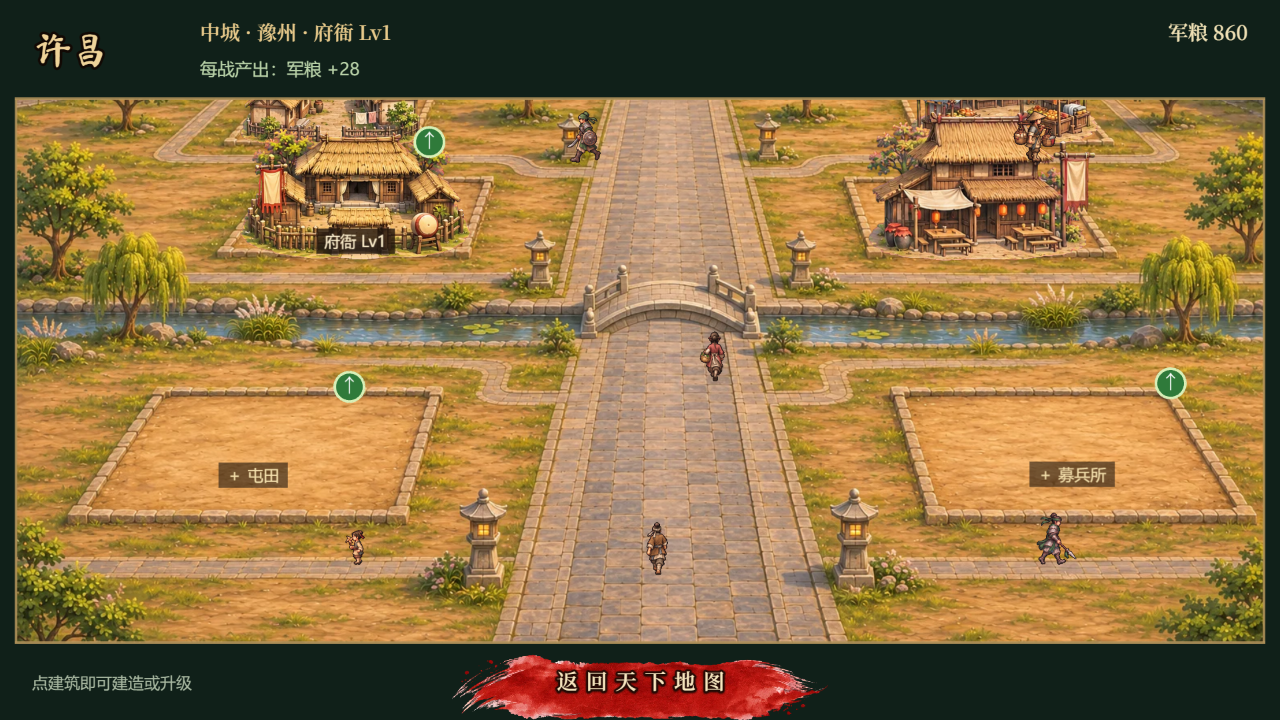 许昌
中城 · 豫州 · 府衙 Lv1
每战产出：军粮 +28
军粮 860
府衙 Lv1
+ 屯田
+ 募兵所
点建筑即可建造或升级
返回天下地图